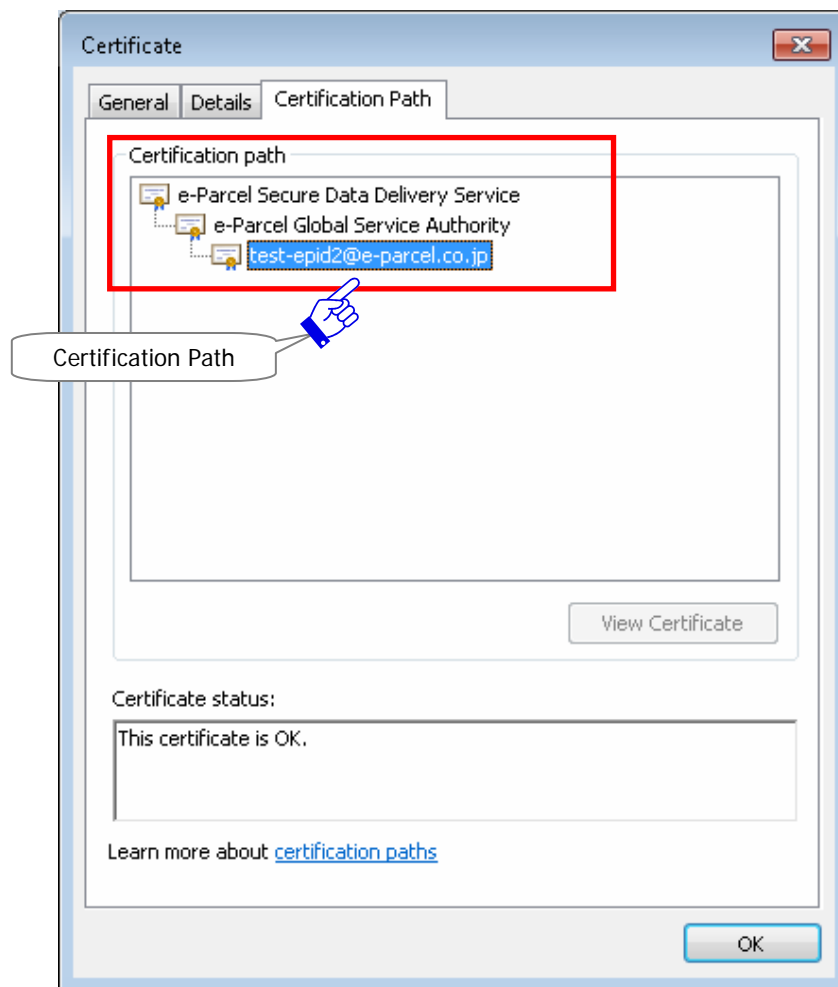 Certificate
General Details Certification Path
Certification path
e-Parcel Secure Data Delivery Service
e-Parcel Global Service Authority
test-epid2@e-parcel.co.jp
Certification Path
View Certificate
Certificate status:
This certificate is OK.
Learn more about certification paths
OK